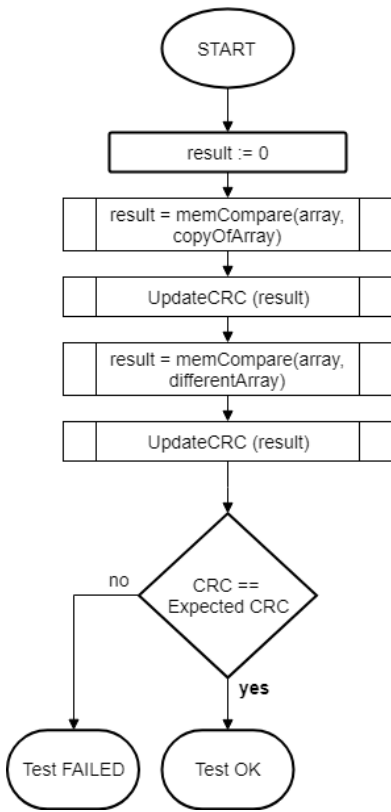 START
result := 0
result = memCompare(array,
copyOfArray)
UpdateCRC (result)
result = memCompare(array,
differentArray)
UpdateCRC (result)
CRC ==
Expected CRC
no
yes
Test FAILED
Test OK